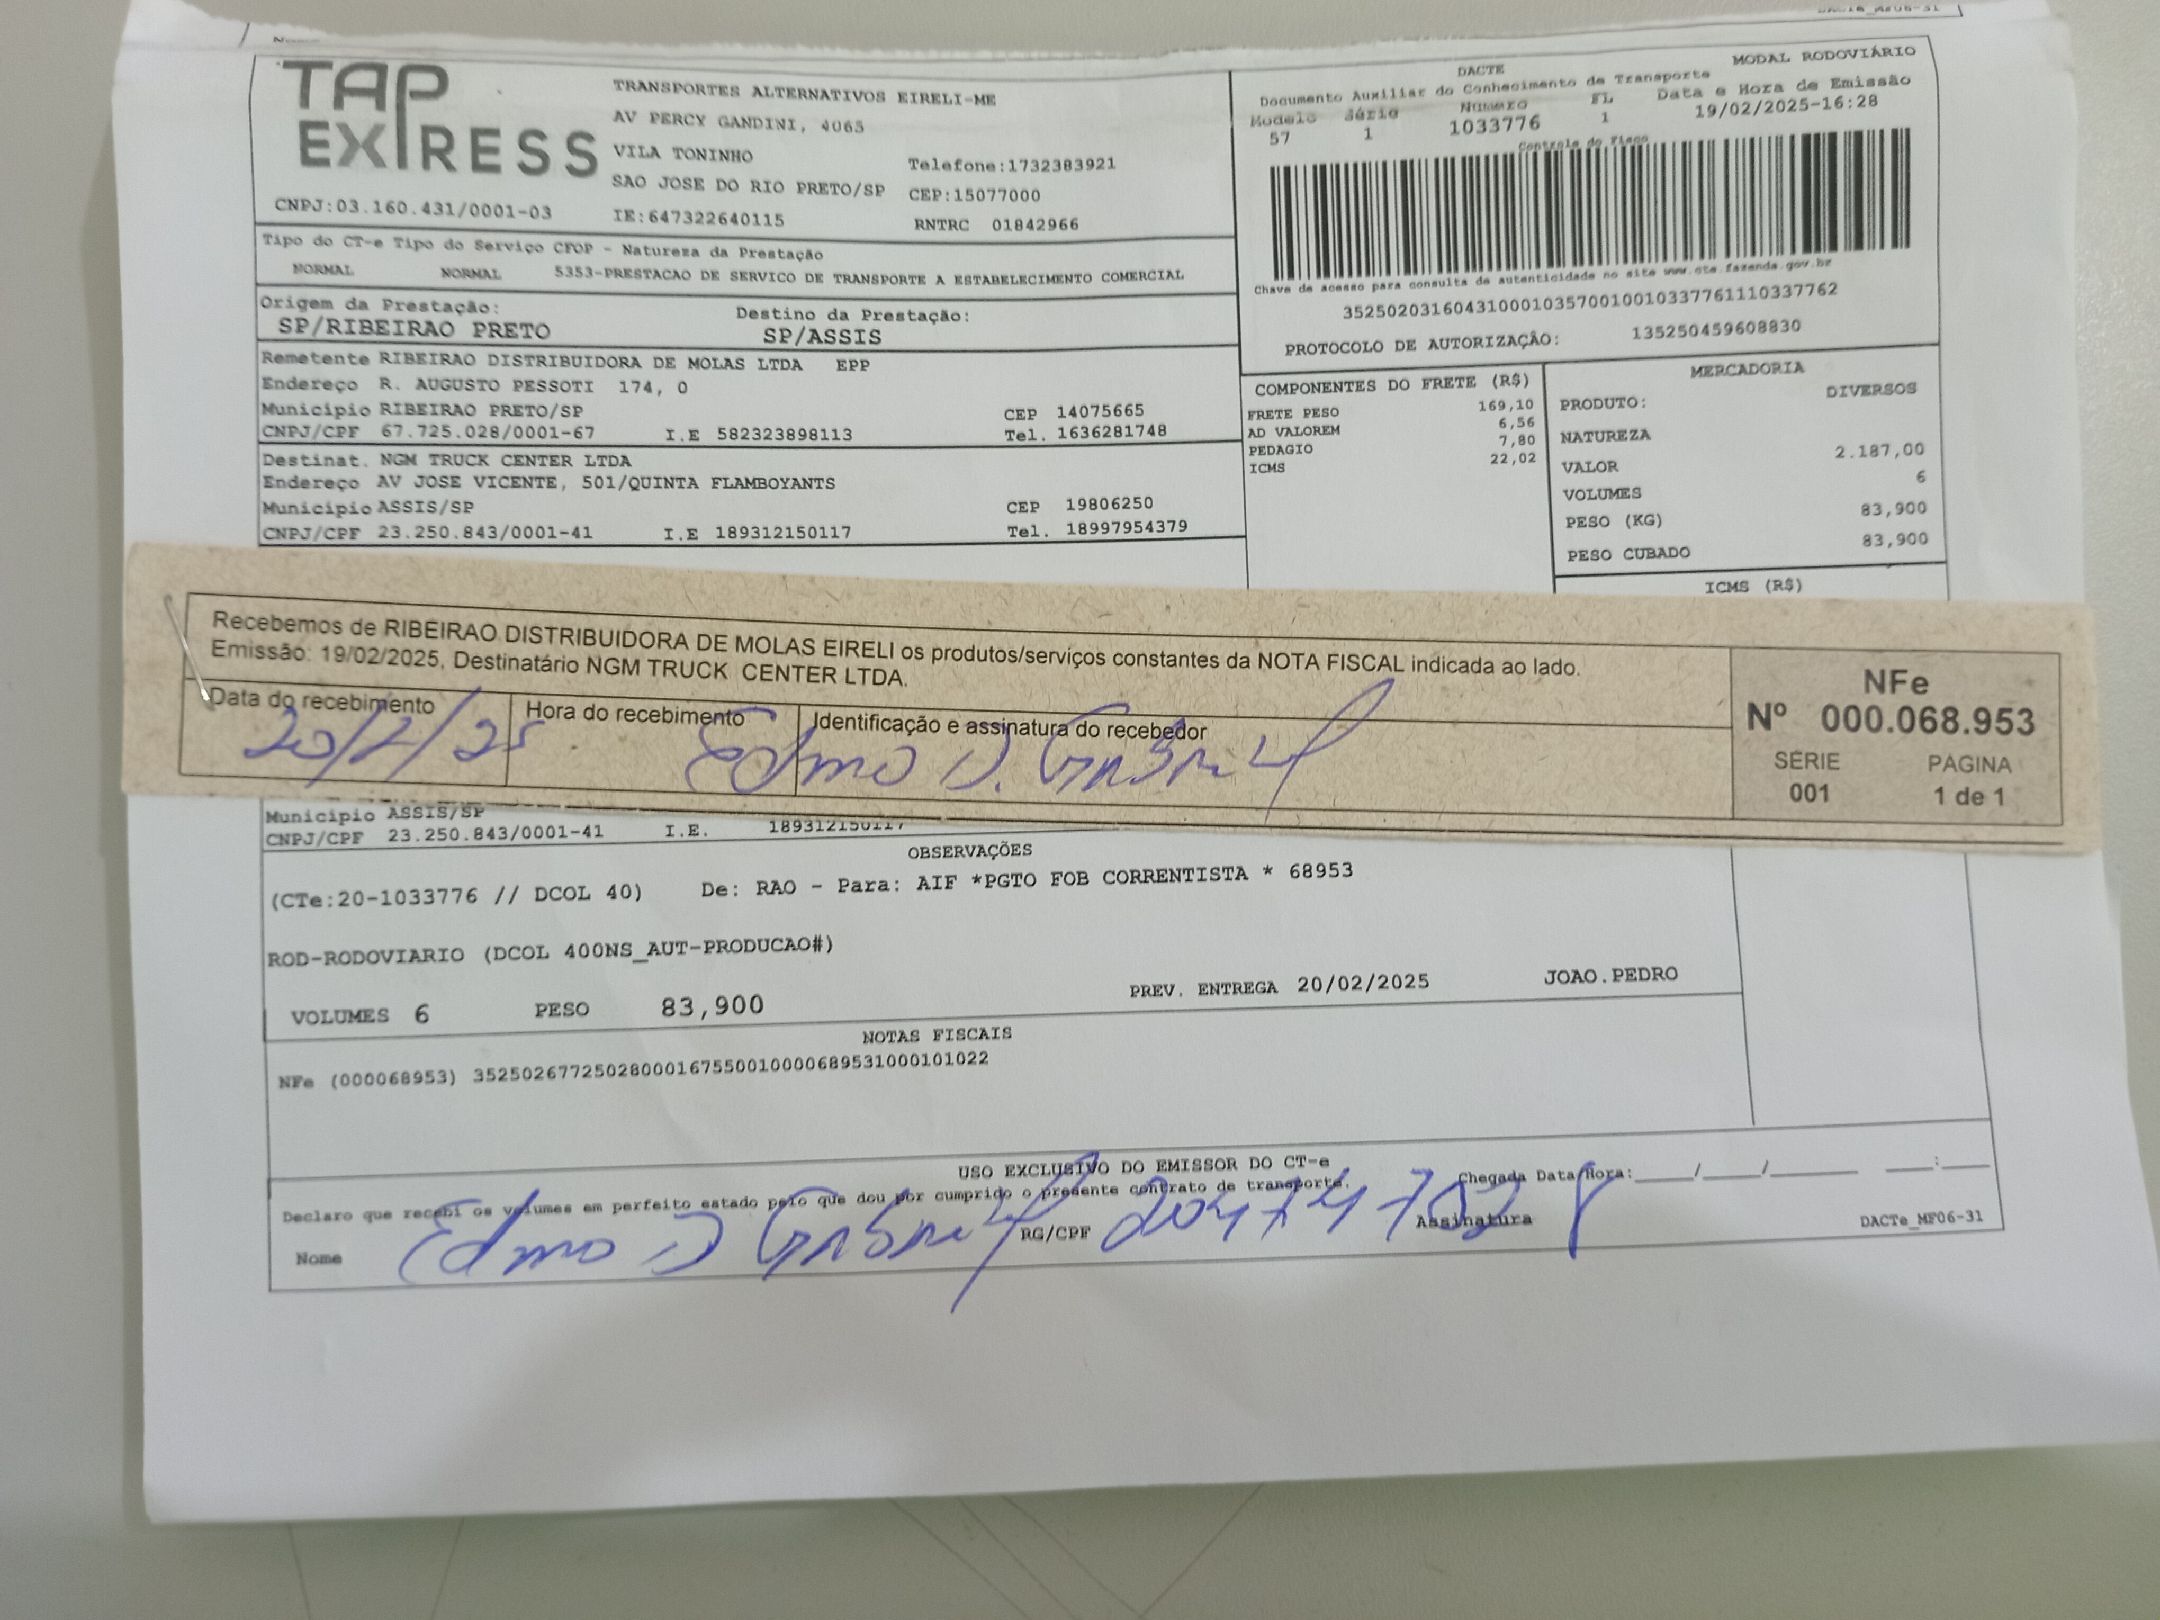 DACTe_MF06-31
TAP
EXPRESS
CNPJ:03.160.431/0001-03
TRANSPORTES ALTERNATIVOS EIRELI-ME
AV PERCY GANDINI, 4065
VILA TONINHO
Telefone:1732383921
SAO JOSE DO RIO PRETO/SP CEP:15077000
IE:647322640115 RNTRC 01842966
DACTE MODAL RODOVIÁRIO
Documento Auxiliar do Conhecimento de Transporte
Modelo Série Número FL Data e Hora de Emissão
57 1 1033776 1 19/02/2025-16:28
Controle do Fisco
Chave de acesso para consulta de autenticidade no site www.cte.fazenda.gov.br
35250203160431000103570010010337761110337762
PROTOCOLO DE AUTORIZAÇÃO: 135250459608830
Tipo do CT-e Tipo do Serviço CFOP - Natureza da Prestação
NORMAL NORMAL 5353-PRESTACAO DE SERVICO DE TRANSPORTE A ESTABELECIMENTO COMERCIAL
Origem da Prestação: Destino da Prestação:
SP/RIBEIRAO PRETO SP/ASSIS
Remetente RIBEIRAO DISTRIBUIDORA DE MOLAS LTDA EPP
Endereço R. AUGUSTO PESSOTI 174, 0
Município RIBEIRAO PRETO/SP CEP 14075665
CNPJ/CPF 67.725.028/0001-67 I.E 582323898113 Tel. 1636281748
Destinat. NGM TRUCK CENTER LTDA
Endereço AV JOSE VICENTE, 501/QUINTA FLAMBOYANTS
Município ASSIS/SP CEP 19806250
CNPJ/CPF 23.250.843/0001-41 I.E 189312150117 Tel. 18997954379
COMPONENTES DO FRETE (R$)
FRETE PESO 169,10
AD VALOREM 6,56
PEDAGIO 7,80
ICMS 22,02
MERCADORIA
PRODUTO: DIVERSOS
NATUREZA
VALOR 2.187,00
VOLUMES 6
PESO (KG) 83,900
PESO CUBADO 83,900
ICMS (R$)
Recebemos de RIBEIRAO DISTRIBUIDORA DE MOLAS EIRELI os produtos/serviços constantes da NOTA FISCAL indicada ao lado.
Emissão: 19/02/2025, Destinatário NGM TRUCK CENTER LTDA.
Data do recebimento Hora do recebimento Identificação e assinatura do recebedor
20/2/25 Edmo D. Gabriel
NFe
Nº 000.068.953
SÉRIE PAGINA
001 1 de 1
Município ASSIS/SP
CNPJ/CPF 23.250.843/0001-41 I.E. 189312150117
OBSERVAÇÕES
(CTe:20-1033776 // DCOL 40) De: RAO - Para: AIF *PGTO FOB CORRENTISTA * 68953
ROD-RODOVIARIO (DCOL 400NS_AUT-PRODUCAO#)
PREV. ENTREGA 20/02/2025 JOAO.PEDRO
VOLUMES 6 PESO 83,900
NOTAS FISCAIS
NFe (000068953) 35250267725028000167550010000689531000101022
USO EXCLUSIVO DO EMISSOR DO CT-e
Chegada Data/Hora:_____/_____/_______ ____:____
Declaro que recebi os volumes em perfeito estado pelo que dou por cumprido o presente contrato de transporte.
Nome Edmo D Gabriel RG/CPF Assinatura
DACTe_MF06-31